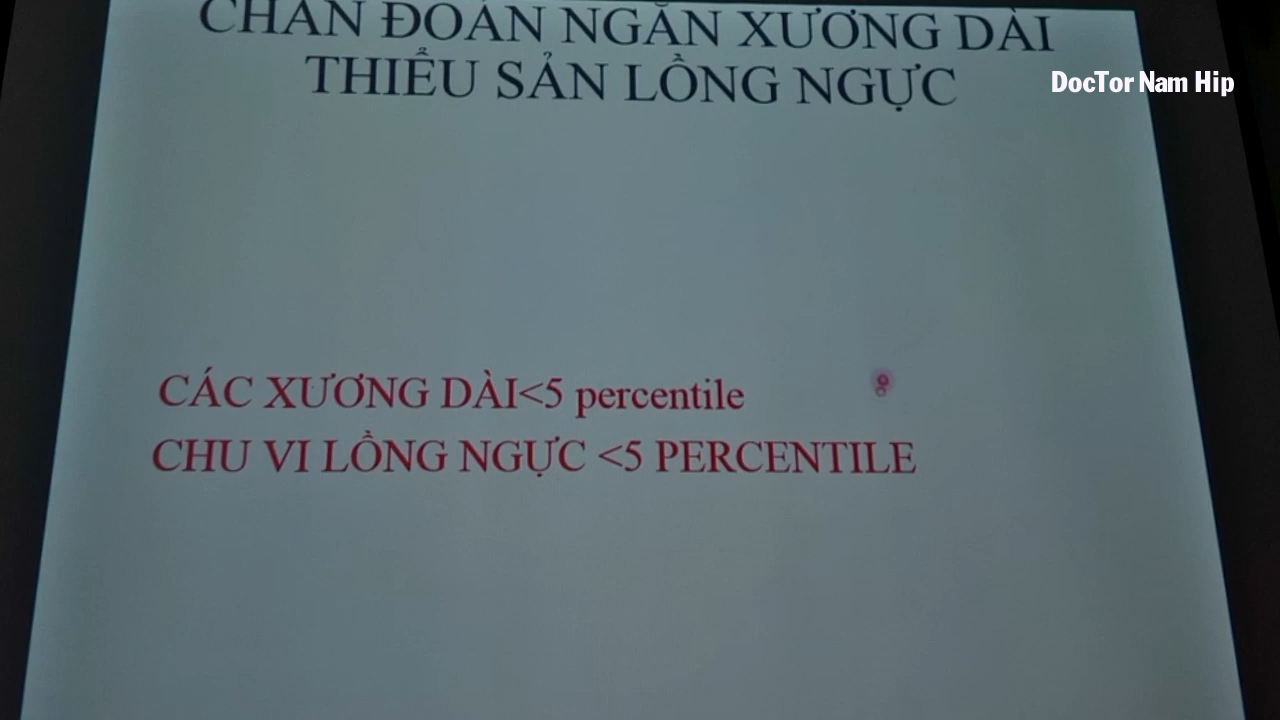 CHẨN ĐOÁN NGẮN XƯƠNG DÀI
THIỂU SẢN LỒNG NGỰC
DocTor Nam Hip
CÁC XƯƠNG DÀI<5 percentile
CHU VI LỒNG NGỰC <5 PERCENTILE